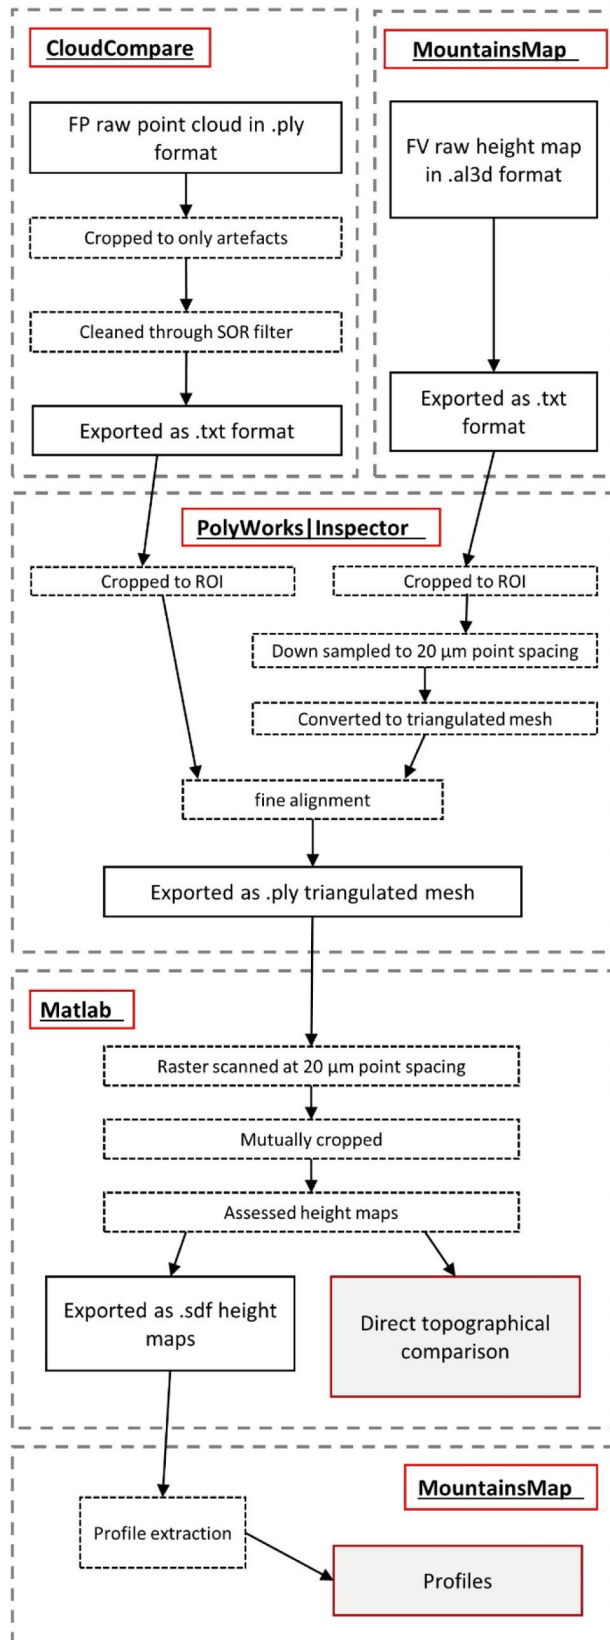 CloudCompare
MountainsMap
FP raw point cloud in .ply
format
FV raw height map
in .al3d format
Cropped to only artefacts
Cleaned through SOR filter
Exported as .txt format
Exported as .txt
format
PolyWorks|Inspector
Cropped to ROI
Cropped to ROI
Down sampled to 20 μm point spacing
Converted to triangulated mesh
fine alignment
Exported as .ply triangulated mesh
Matlab
Raster scanned at 20 μm point spacing
Mutually cropped
Assessed height maps
Exported as .sdf height
maps
Direct topographical
comparison
MountainsMap
Profile extraction
Profiles